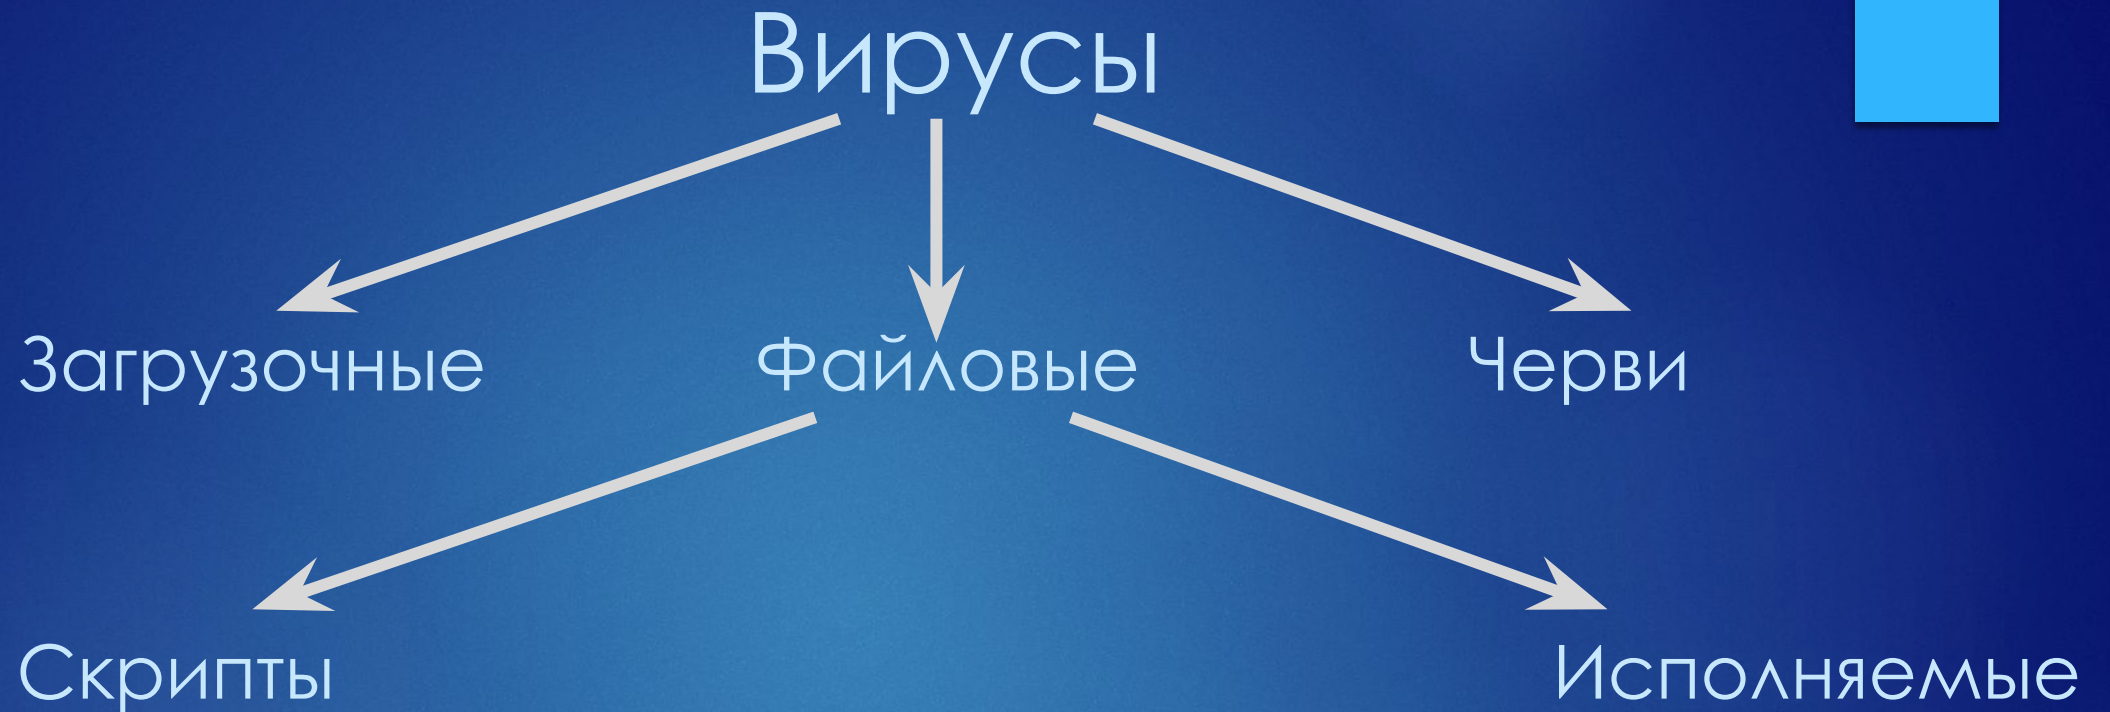 Вирусы
Загрузочные
Файловые
Черви
Скрипты
Исполняемые